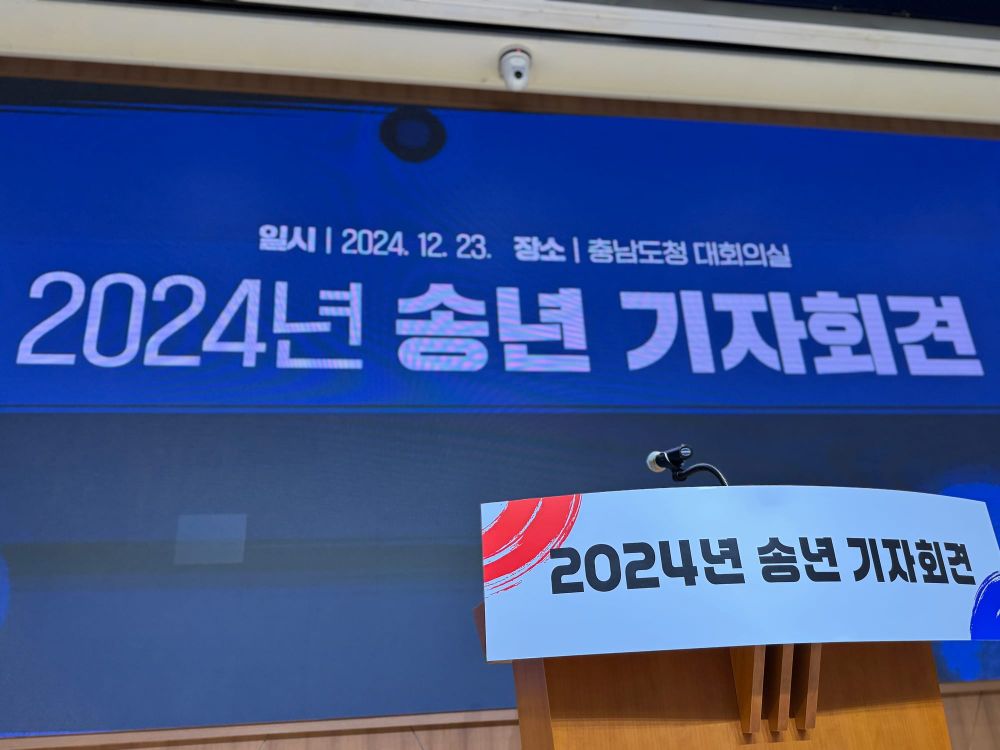 일시 | 2024. 12. 23. 장소 | 충남도청 대회의실
2024년 송년 기자회견
2024년 송년 기자회견